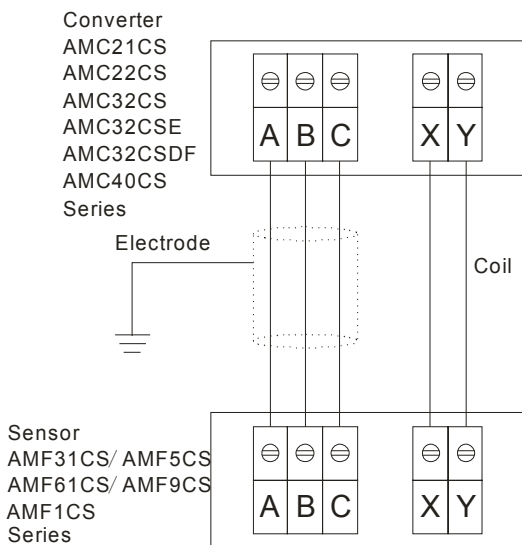 Converter
AMC21CS
AMC22CS
AMC32CS
AMC32CSE
AMC32CSDF
AMC40CS
Series
A B C X Y
Electrode
Coil
Sensor
AMF31CS/ AMF5CS
AMF61CS/ AMF9CS
AMF1CS
Series
A B C X Y